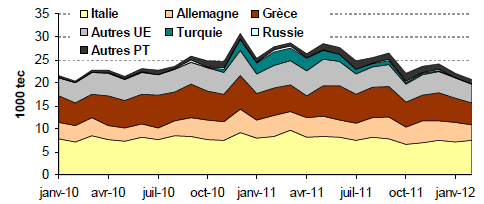 Italie Allemagne Grèce
Autres UE Turquie Russie
Autres PT
1000 tec
35
30
25
20
15
10
5
0
janv-10 avr-10 juil-10 oct-10 janv-11 avr-11 juil-11 oct-11 janv-12